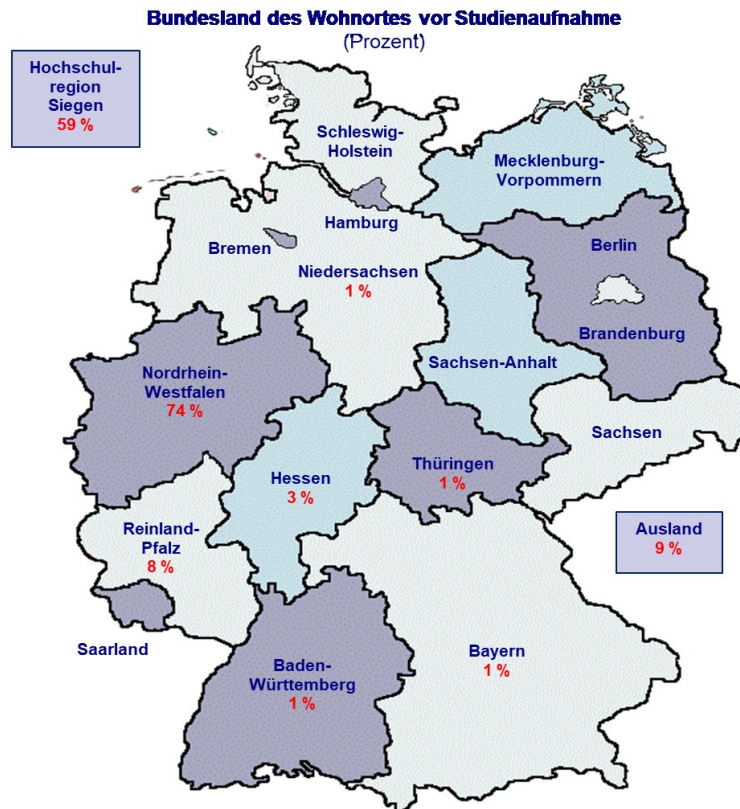 Bundesland des Wohnortes vor Studienaufnahme
(Prozent)
Hochschul-
region
Siegen
59 %
Schleswig-
Holstein
Mecklenburg-
Vorpommern
Hamburg
Bremen
Berlin
Niedersachsen
1 %
Brandenburg
Nordrhein-
Westfalen
74 %
Sachsen-Anhalt
Sachsen
Thüringen
1 %
Hessen
3 %
Reinland-
Pfalz
8 %
Ausland
9 %
Saarland
Bayern
1 %
Baden-
Württemberg
1 %